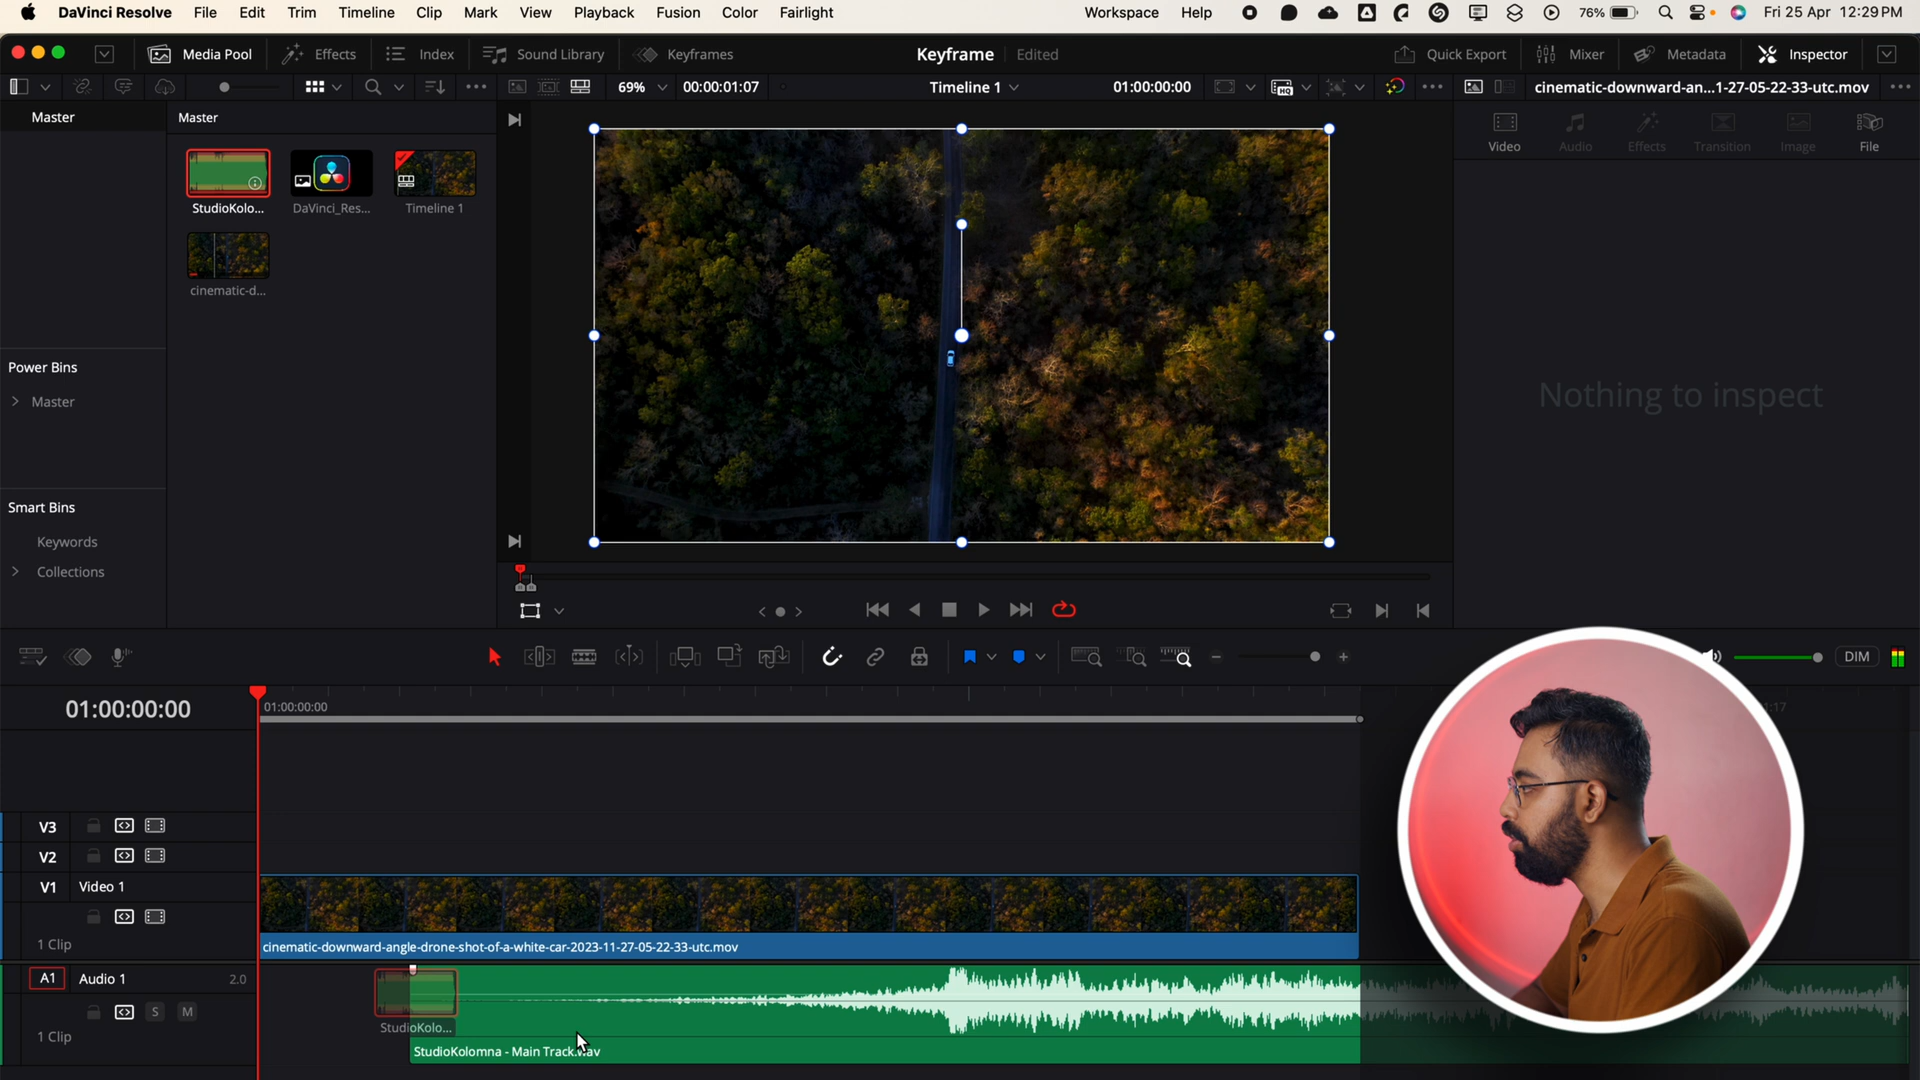 DaVinci Resolve File Edit Trim Timeline Clip Mark View Playback Fusion Color Fairlight Workspace Help 76% Fri 25 Apr 12:29 PM
Media Pool Effects Index Sound Library Keyframes Keyframe Edited Quick Export Mixer Metadata Inspector
69% 00:00:01:07 Timeline 1 01:00:00:00 HQ cinematic-downward-an...1-27-05-22-33-utc.mov
Master Master
Video Audio Effects Transition Image File
StudioKolo... DaVinci_Res... Timeline 1
cinematic-d...
Power Bins
Master
Nothing to inspect
Smart Bins
Keywords
Collections
DIM
01:00:00:00 01:00:00:00 :17
V3
V2
V1 Video 1
1 Clip
cinematic-downward-angle-drone-shot-of-a-white-car-2023-11-27-05-22-33-utc.mov
A1 Audio 1 2.0
S M
StudioKolo...
1 Clip
StudioKolomna - Main Track.wav